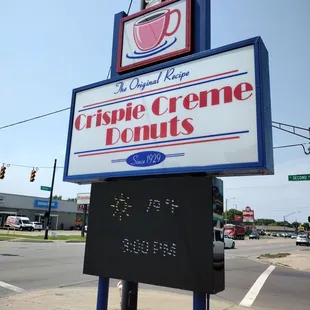 The Original Recipe
Crispie Creme
Donuts
Since 1929
79 °F
3:00 PM